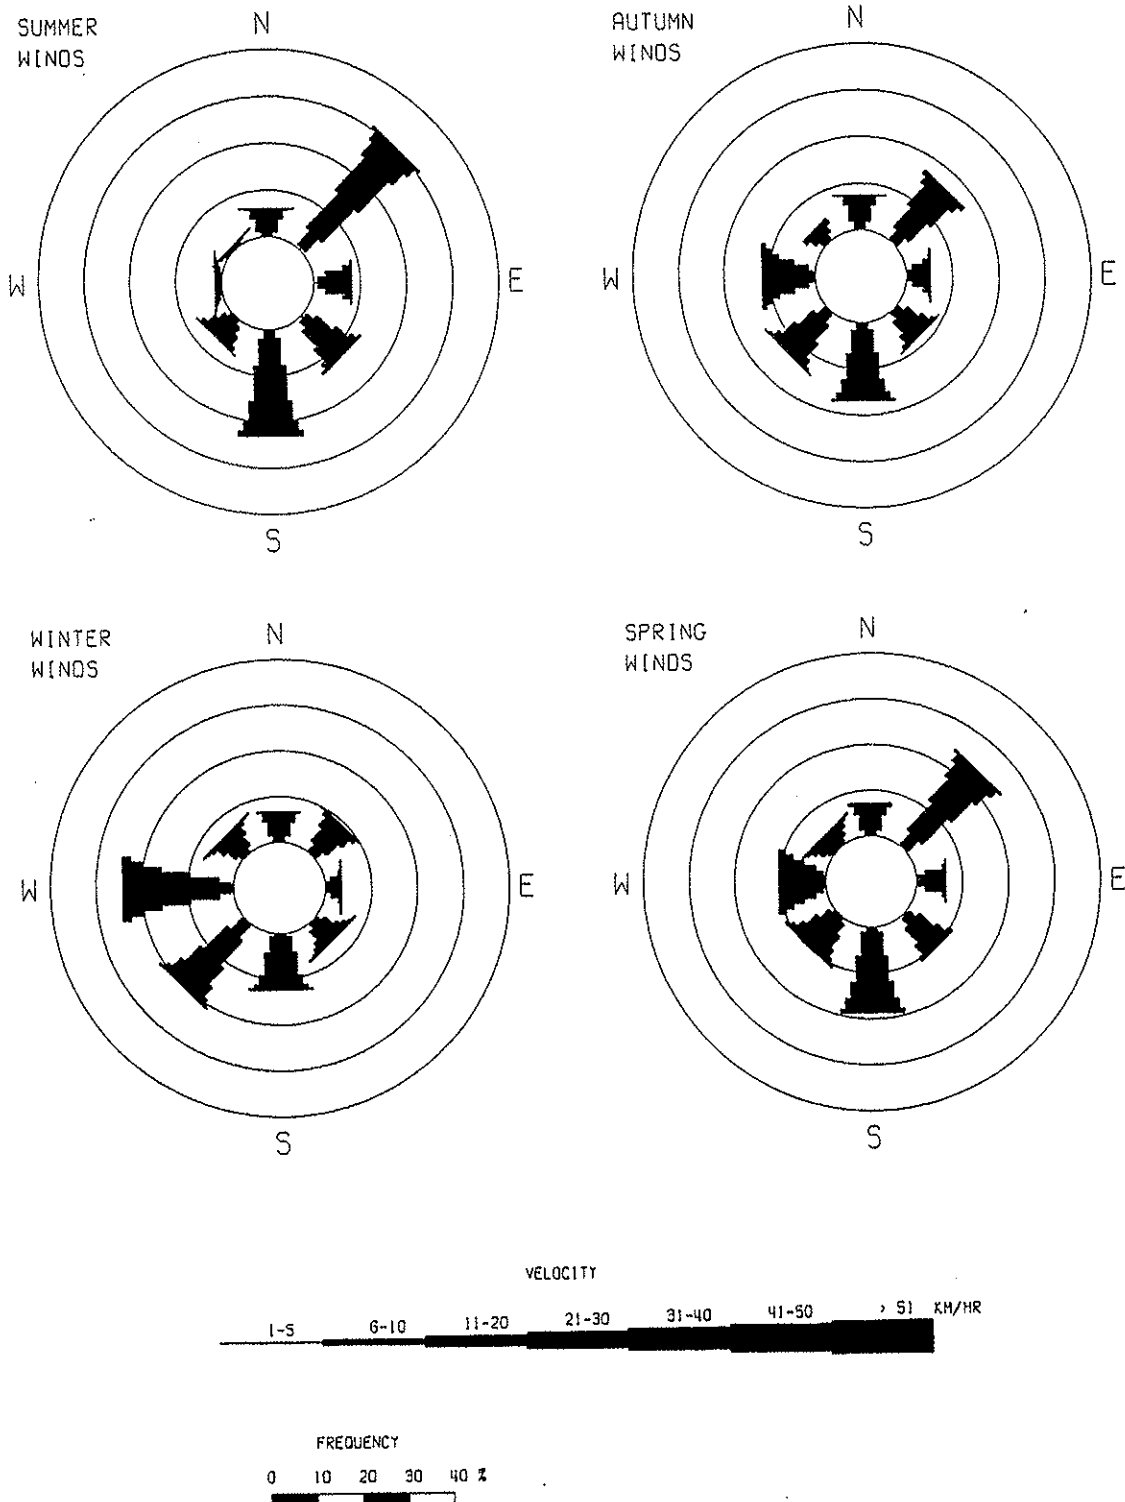 SUMMER
WINDS
N
W
E
S
AUTUMN
WINDS
N
W
E
S
WINTER
WINDS
N
W
E
S
SPRING
WINDS
N
W
E
S
VELOCITY
1-5 6-10 11-20 21-30 31-40 41-50 > 51 KM/HR
FREQUENCY
0 10 20 30 40 %